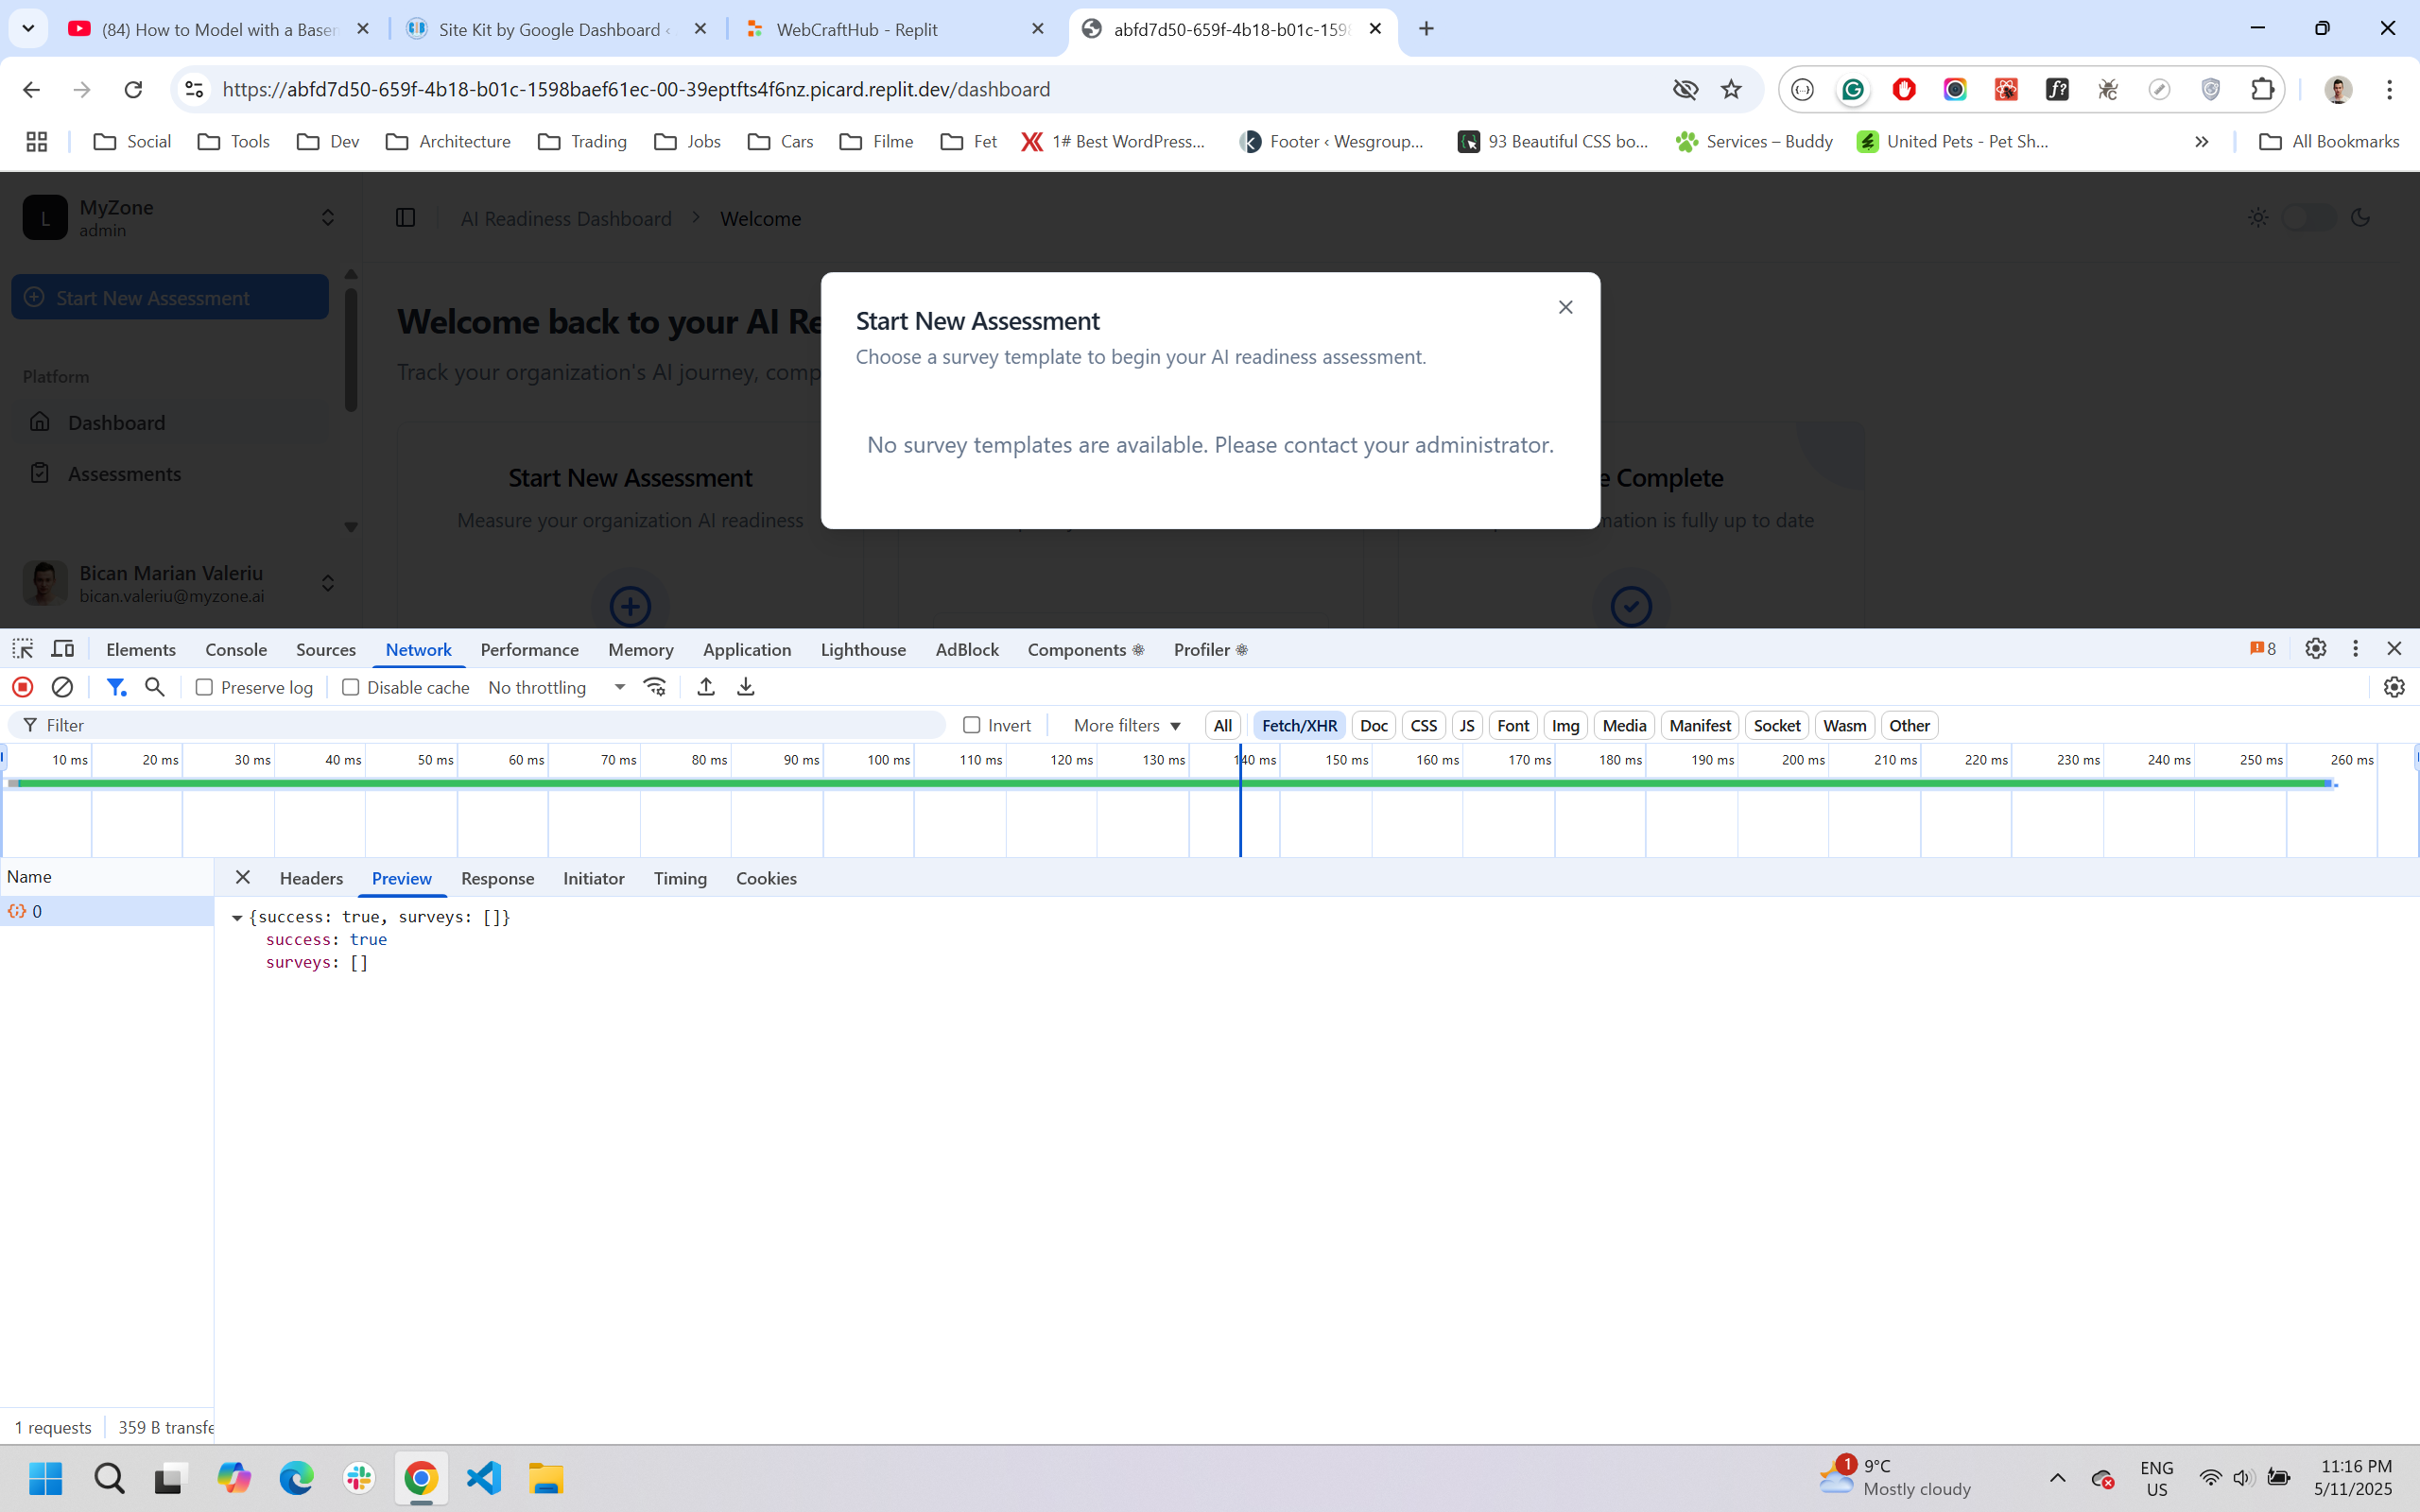 (84) How to Model with a Basem
Site Kit by Google Dashboard ‹
WebCraftHub - Replit
abfd7d50-659f-4b18-b01c-1598
https://abfd7d50-659f-4b18-b01c-1598baef61ec-00-39eptfts4f6nz.picard.replit.dev/dashboard
Social
Tools
Dev
Architecture
Trading
Jobs
Cars
Filme
Fet
1# Best WordPress...
Footer ‹ Wesgroup...
93 Beautiful CSS bo...
Services – Buddy
United Pets - Pet Sh...
All Bookmarks
L
MyZone
admin
AI Readiness Dashboard
Welcome
Start New Assessment
Platform
Dashboard
Assessments
Bican Marian Valeriu
bican.valeriu@myzone.ai
Welcome back to your AI Re
Track your organization's AI journey, comp
Start New Assessment
Measure your organization AI readiness
e Complete
mation is fully up to date
Start New Assessment
Choose a survey template to begin your AI readiness assessment.
No survey templates are available. Please contact your administrator.
Elements
Console
Sources
Network
Performance
Memory
Application
Lighthouse
AdBlock
Components
Profiler
8
Preserve log
Disable cache
No throttling
Filter
Invert
More filters
All
Fetch/XHR
Doc
CSS
JS
Font
Img
Media
Manifest
Socket
Wasm
Other
10 ms
20 ms
30 ms
40 ms
50 ms
60 ms
70 ms
80 ms
90 ms
100 ms
110 ms
120 ms
130 ms
140 ms
150 ms
160 ms
170 ms
180 ms
190 ms
200 ms
210 ms
220 ms
230 ms
240 ms
250 ms
260 ms
Name
Headers
Preview
Response
Initiator
Timing
Cookies
0
{success: true, surveys: []}
success: true
surveys: []
1 requests
359 B transfe
1
9°C
Mostly cloudy
ENG
US
11:16 PM
5/11/2025